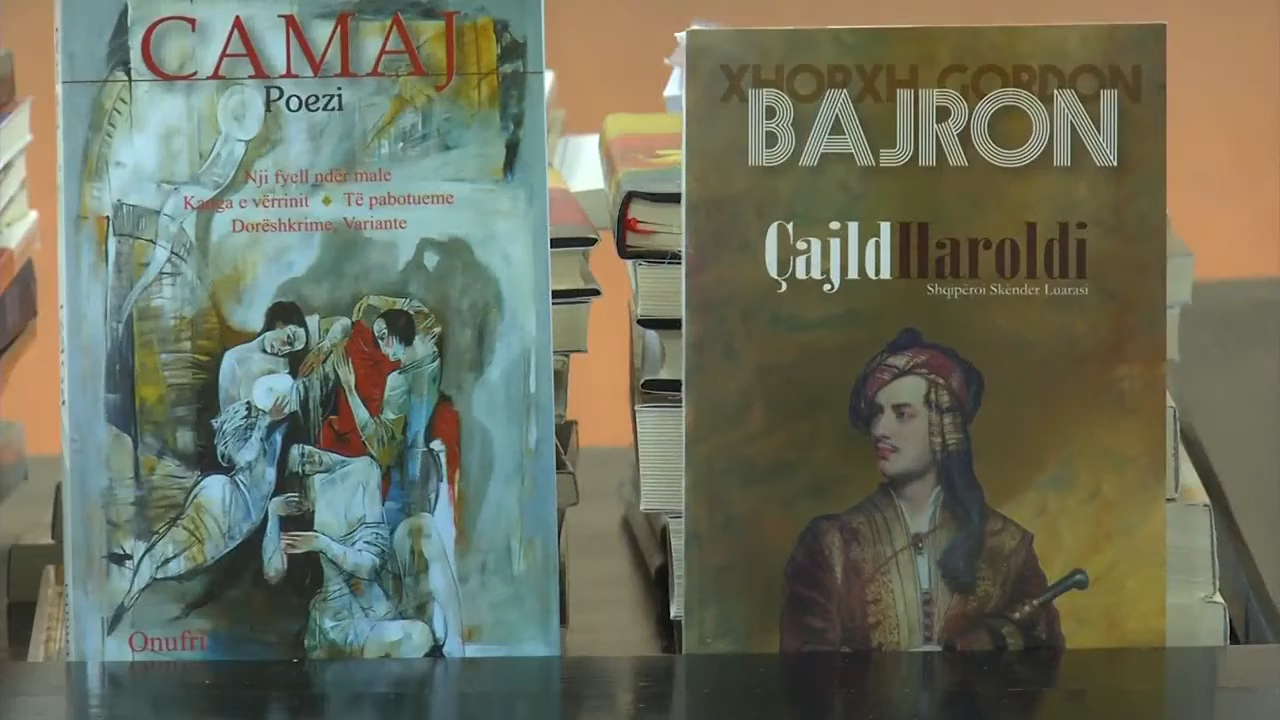 CAMAJ
Poezi
Nji fyell ndër male
Kanga e vërrinit ◆ Të pabotueme
Dorëshkrime, Variante
Onufri
XHORXH GORDON
BAJRON
Çajld Haroldi
Shqipëroi Skënder Luarasi